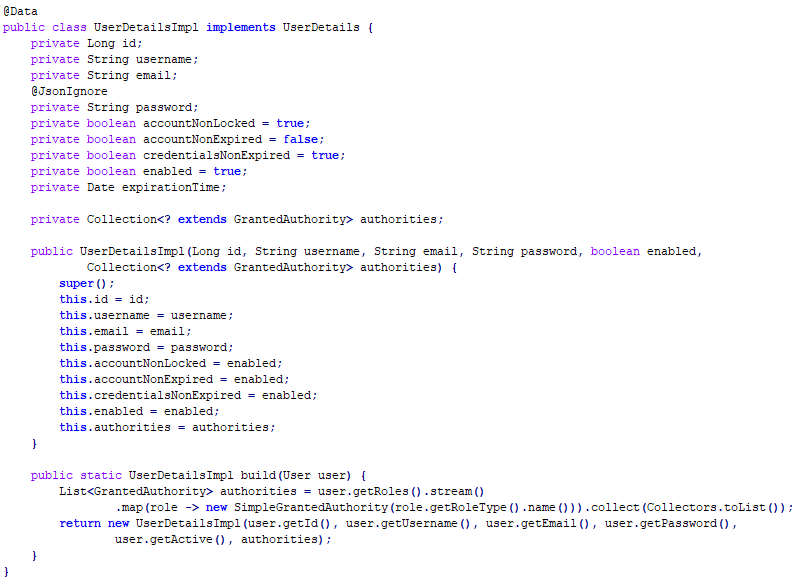 @Data
public class UserDetailsImpl implements UserDetails {
    private Long id;
    private String username;
    private String email;
    @JsonIgnore
    private String password;
    private boolean accountNonLocked = true;
    private boolean accountNonExpired = false;
    private boolean credentialsNonExpired = true;
    private boolean enabled = true;
    private Date expirationTime;

    private Collection<? extends GrantedAuthority> authorities;

    public UserDetailsImpl(Long id, String username, String email, String password, boolean enabled,
            Collection<? extends GrantedAuthority> authorities) {
        super();
        this.id = id;
        this.username = username;
        this.email = email;
        this.password = password;
        this.accountNonLocked = enabled;
        this.accountNonExpired = enabled;
        this.credentialsNonExpired = enabled;
        this.enabled = enabled;
        this.authorities = authorities;
    }

    public static UserDetailsImpl build(User user) {
        List<GrantedAuthority> authorities = user.getRoles().stream()
                .map(role -> new SimpleGrantedAuthority(role.getRoleType().name())).collect(Collectors.toList());
        return new UserDetailsImpl(user.getId(), user.getUsername(), user.getEmail(), user.getPassword(),
                user.getActive(), authorities);
    }
}